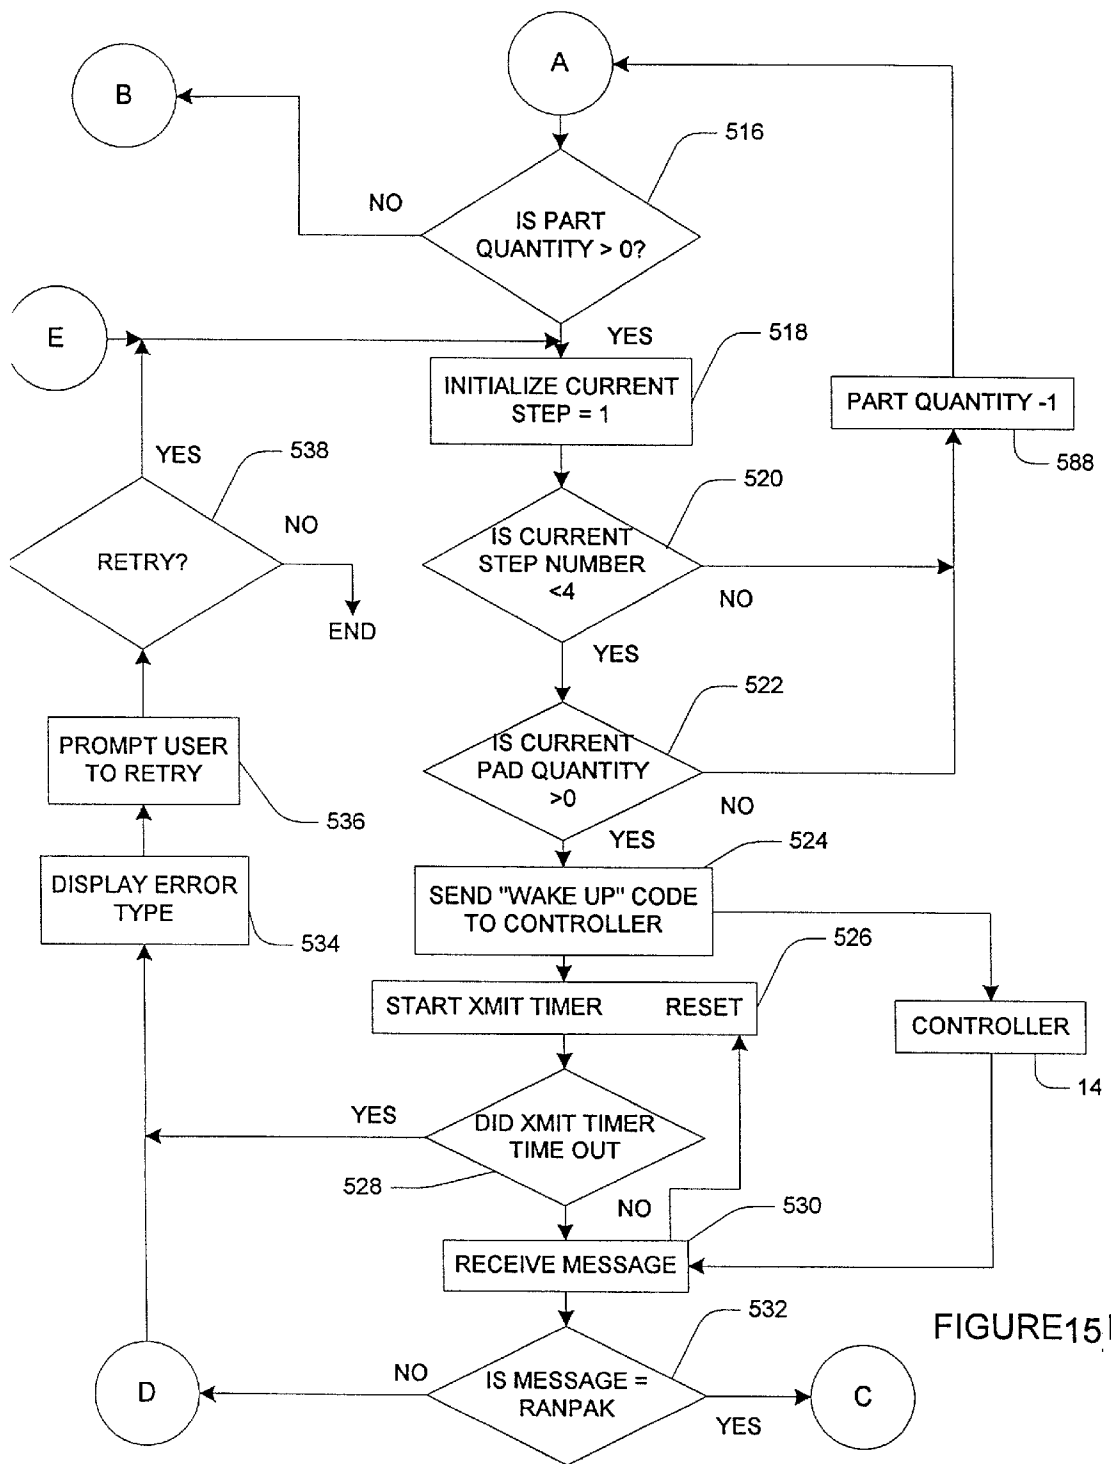 A
B
516
NO
IS PART
QUANTITY > 0?
E
YES
518
INITIALIZE CURRENT
STEP = 1
PART QUANTITY -1
588
YES
538
520
NO
RETRY?
IS CURRENT
STEP NUMBER
<4
NO
END
YES
522
PROMPT USER
TO RETRY
IS CURRENT
PAD QUANTITY
>0
NO
536
YES
524
DISPLAY ERROR
TYPE
534
SEND "WAKE UP" CODE
TO CONTROLLER
526
START XMIT TIMER RESET
CONTROLLER
14
YES
DID XMIT TIMER
TIME OUT
528
NO
530
RECEIVE MESSAGE
532
FIGURE 15
D
NO
IS MESSAGE =
RANPAK
YES
C